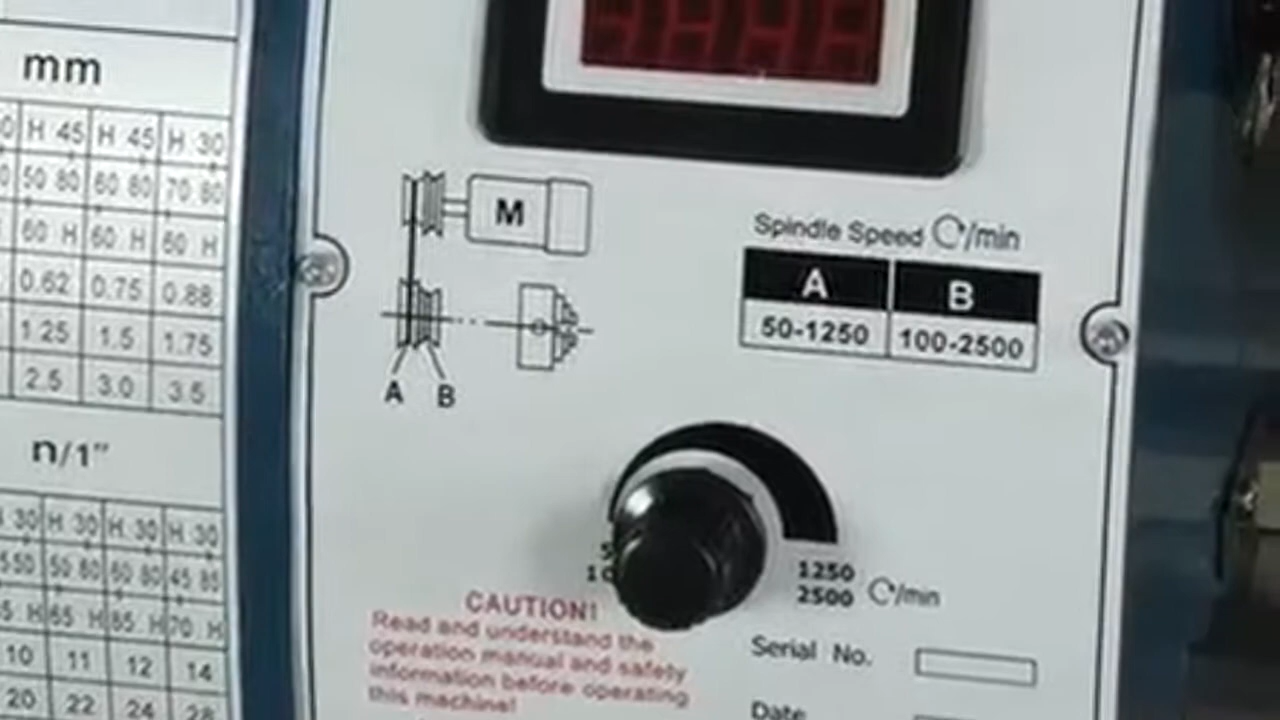 mm
H 45 H 45 H 30
50 80 60 80 70 80
60 H 60 H 60 H
0.62 0.75 0.88
1.25 1.5 1.75
2.5 3.0 3.5
n/1"
30 H 30 H 30 H 30
50 80 60 80 45 85
H 65 H 85 H 70 H
10 11 12 14
20 22 24 28
M
A B
Spindle Speed /min
A B
50-1250 100-2500
1250
2500 /min
CAUTION!
Read and understand the
operation manual and safety
information before operating
this machine!
Serial No.
Date